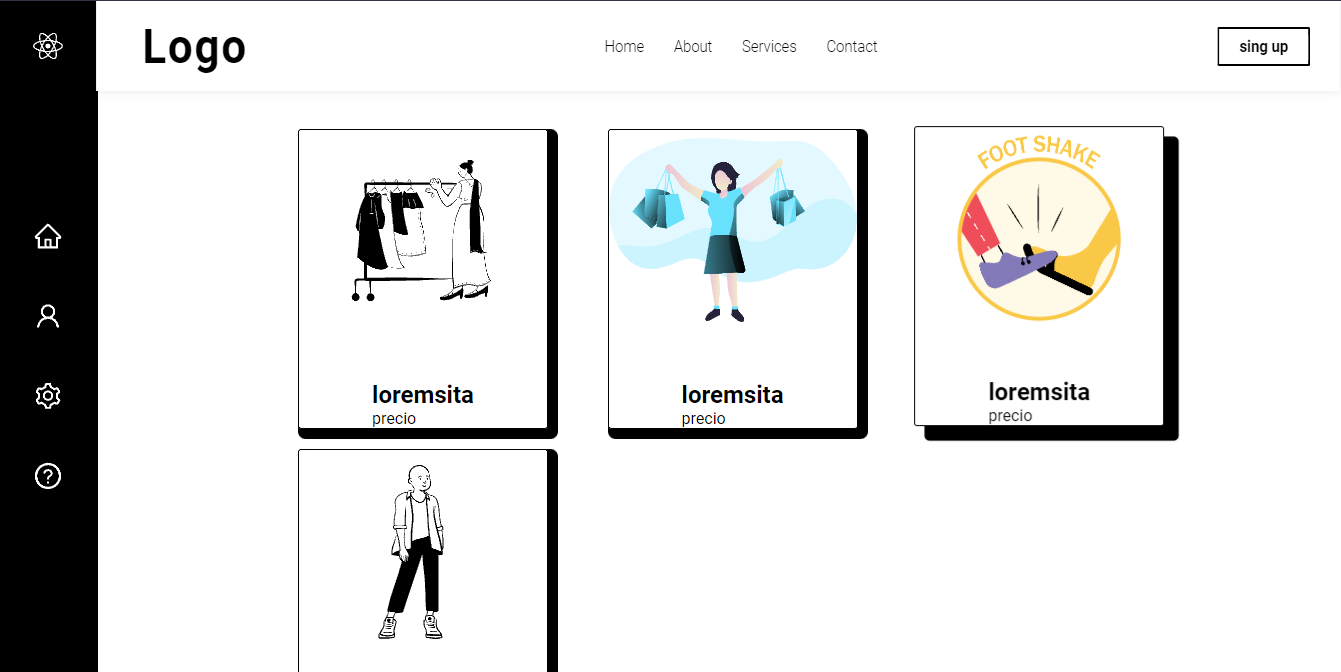 Logo
Home About Services Contact
sing up
FOOT SHAKE
loremsita
precio
loremsita
precio
loremsita
precio